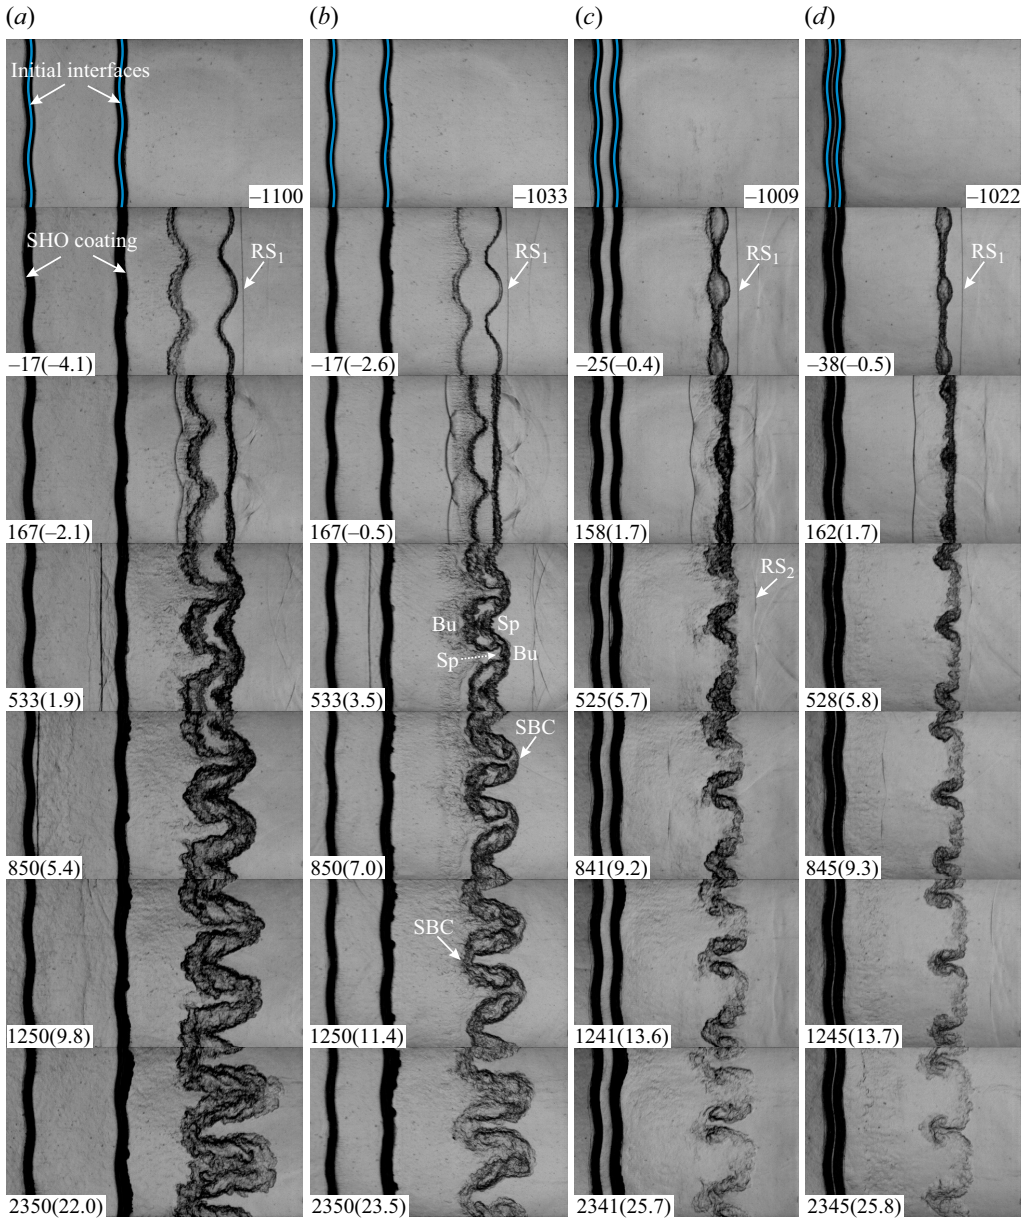 (a) (b) (c) (d)
Initial interfaces
–1100 –1033 –1009 –1022
SHO coating
RS1 RS1 RS1 RS1
–17(–4.1) –17(–2.6) –25(–0.4) –38(–0.5)
167(–2.1) 167(–0.5) 158(1.7) 162(1.7)
RS2
Bu Sp
Sp Bu
533(1.9) 533(3.5) 525(5.7) 528(5.8)
SBC
850(5.4) 850(7.0) 841(9.2) 845(9.3)
SBC
1250(9.8) 1250(11.4) 1241(13.6) 1245(13.7)
2350(22.0) 2350(23.5) 2341(25.7) 2345(25.8)